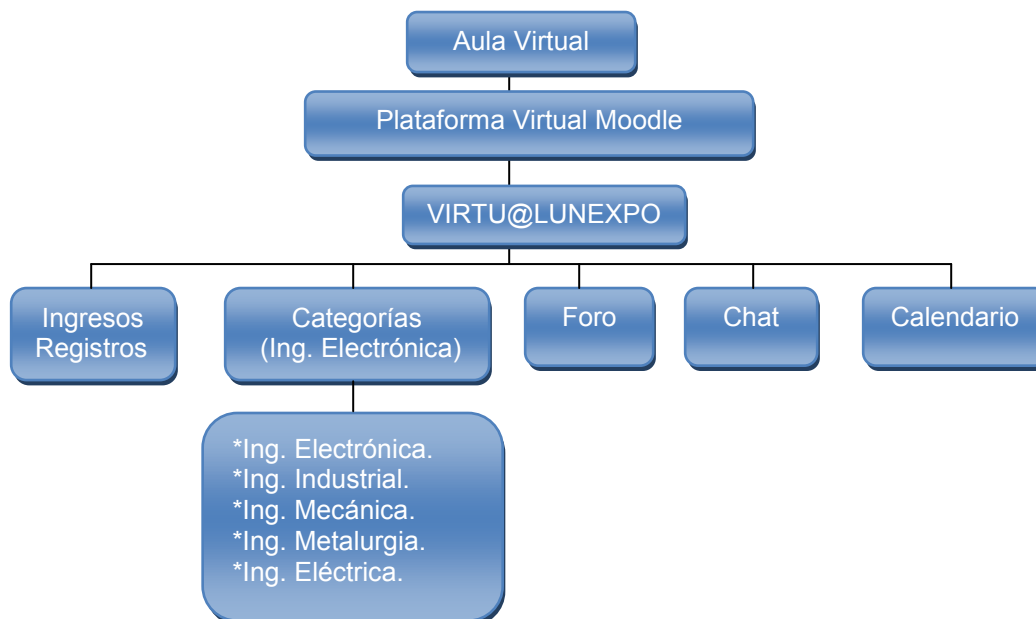 Aula Virtual
Plataforma Virtual Moodle
VIRTU@LUNEXPO
Ingresos
Registros
Categorías
(Ing. Electrónica)
Foro
Chat
Calendario
*Ing. Electrónica.
*Ing. Industrial.
*Ing. Mecánica.
*Ing. Metalurgia.
*Ing. Eléctrica.